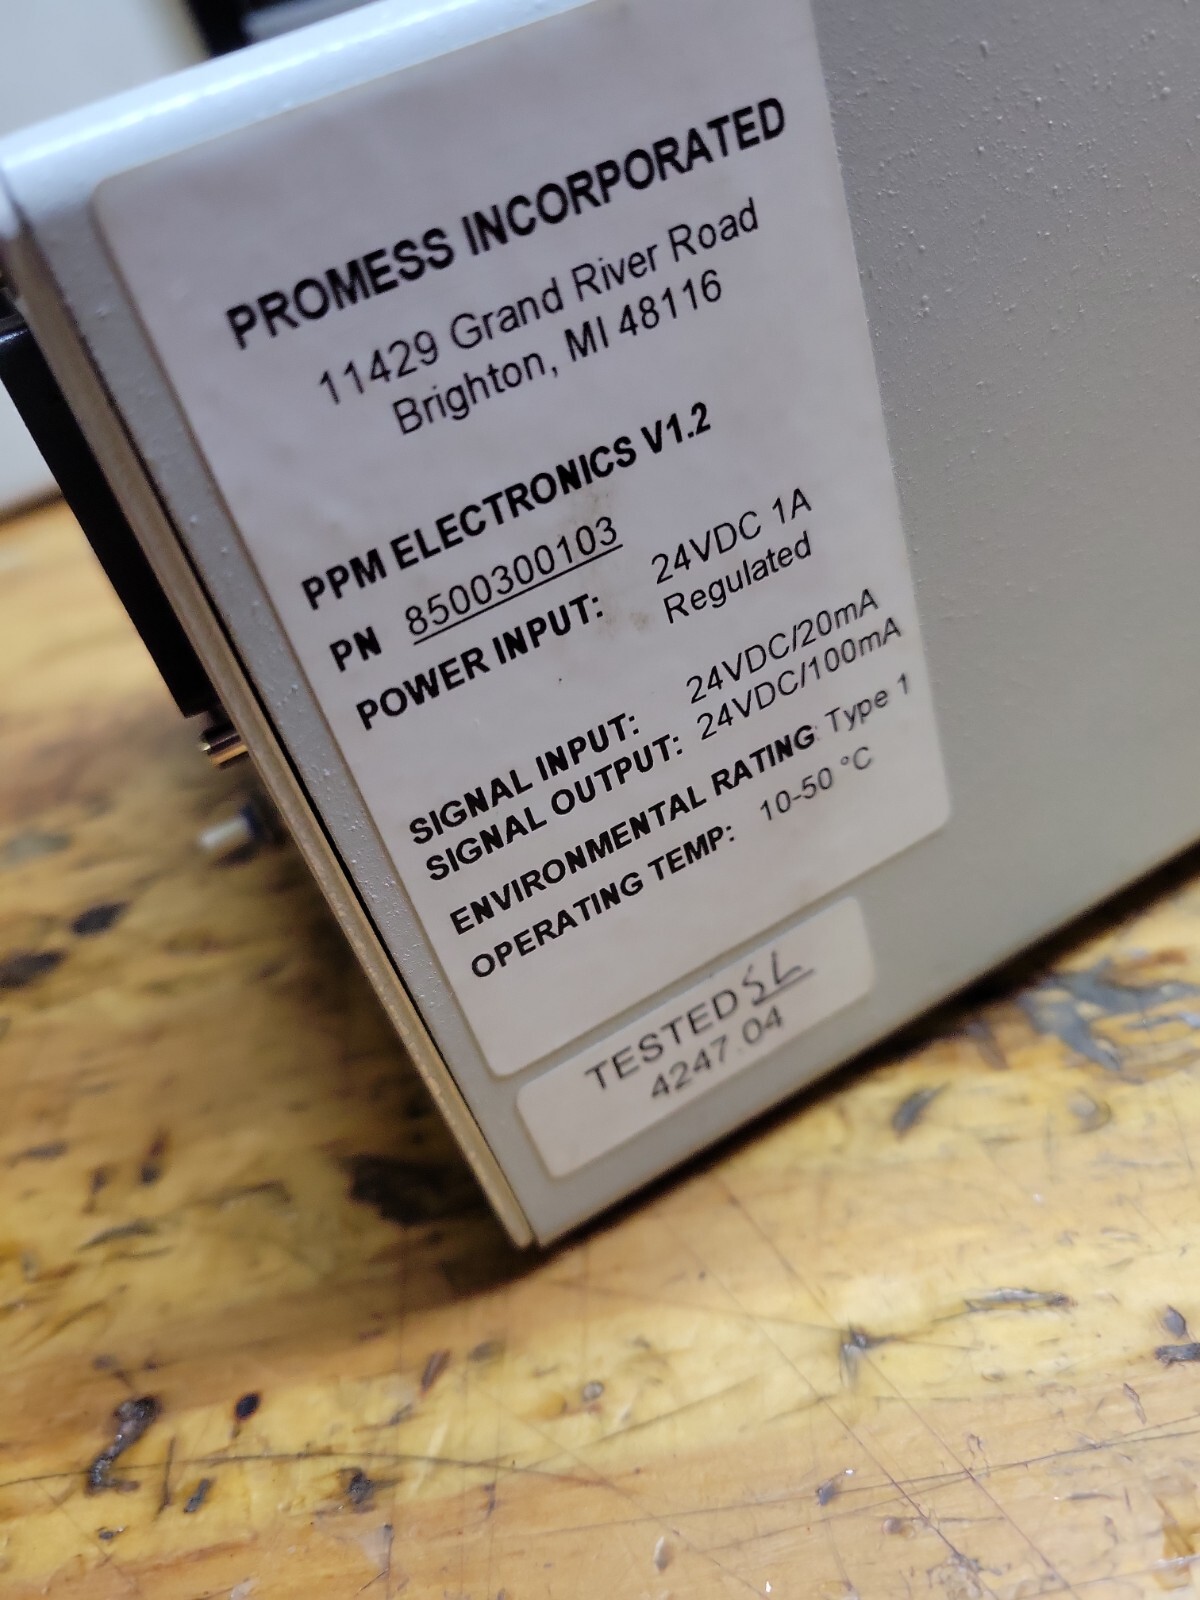 PROMESS INCORPORATED
11429 Grand River Road
Brighton, MI 48116
PPM ELECTRONICS V1.2
PN 8500300103
POWER INPUT: 24VDC 1A
Regulated
SIGNAL INPUT: 24VDC/20mA
SIGNAL OUTPUT: 24VDC/100mA
ENVIRONMENTAL RATING: Type 1
OPERATING TEMP: 10-50 °C
TESTED SL
4247.04